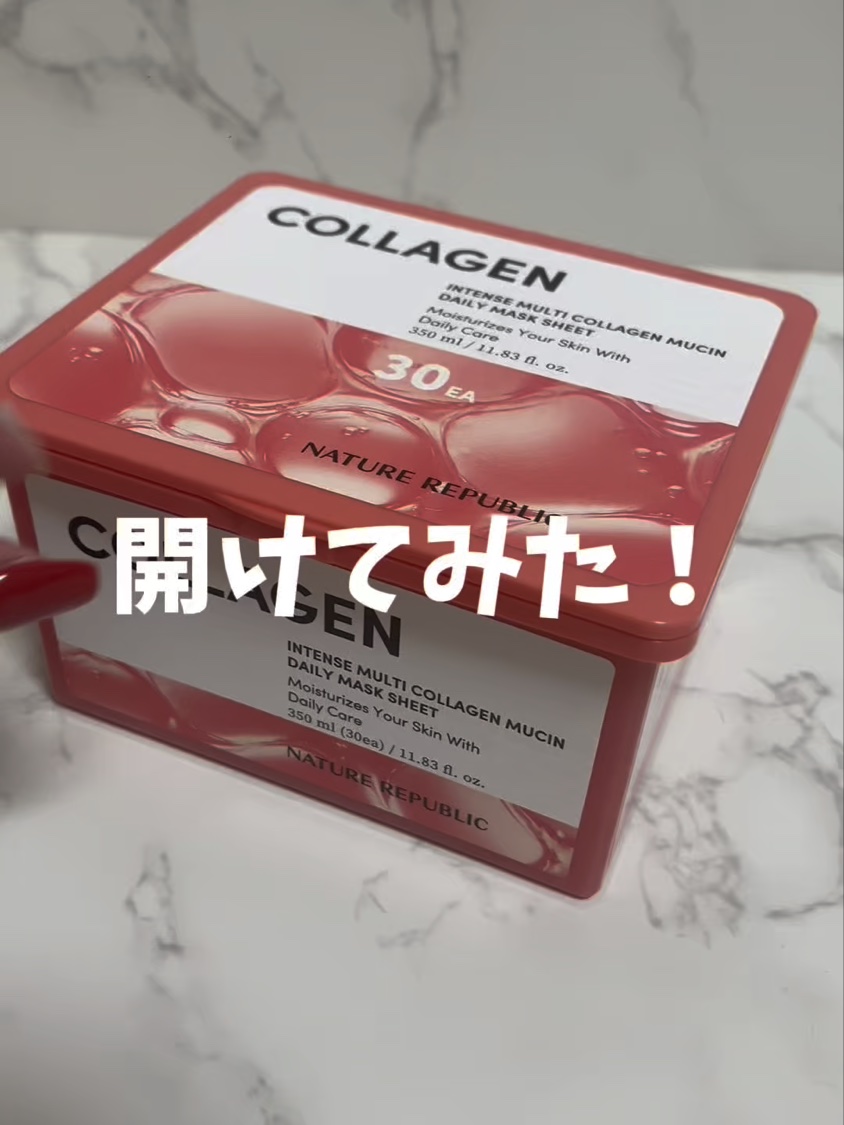 COLLAGEN
INTENSE MULTI COLLAGEN MUCIN
DAILY MASK SHEET
Moisturizes Your Skin With
Daily Care
350 ml / 11.83 fl. oz.
30EA
NATURE REPUBLIC
開けてみた！
COLLAGEN
INTENSE MULTI COLLAGEN MUCIN
DAILY MASK SHEET
Moisturizes Your Skin With
Daily Care
350 ml (30ea) / 11.83 fl. oz.
NATURE REPUBLIC